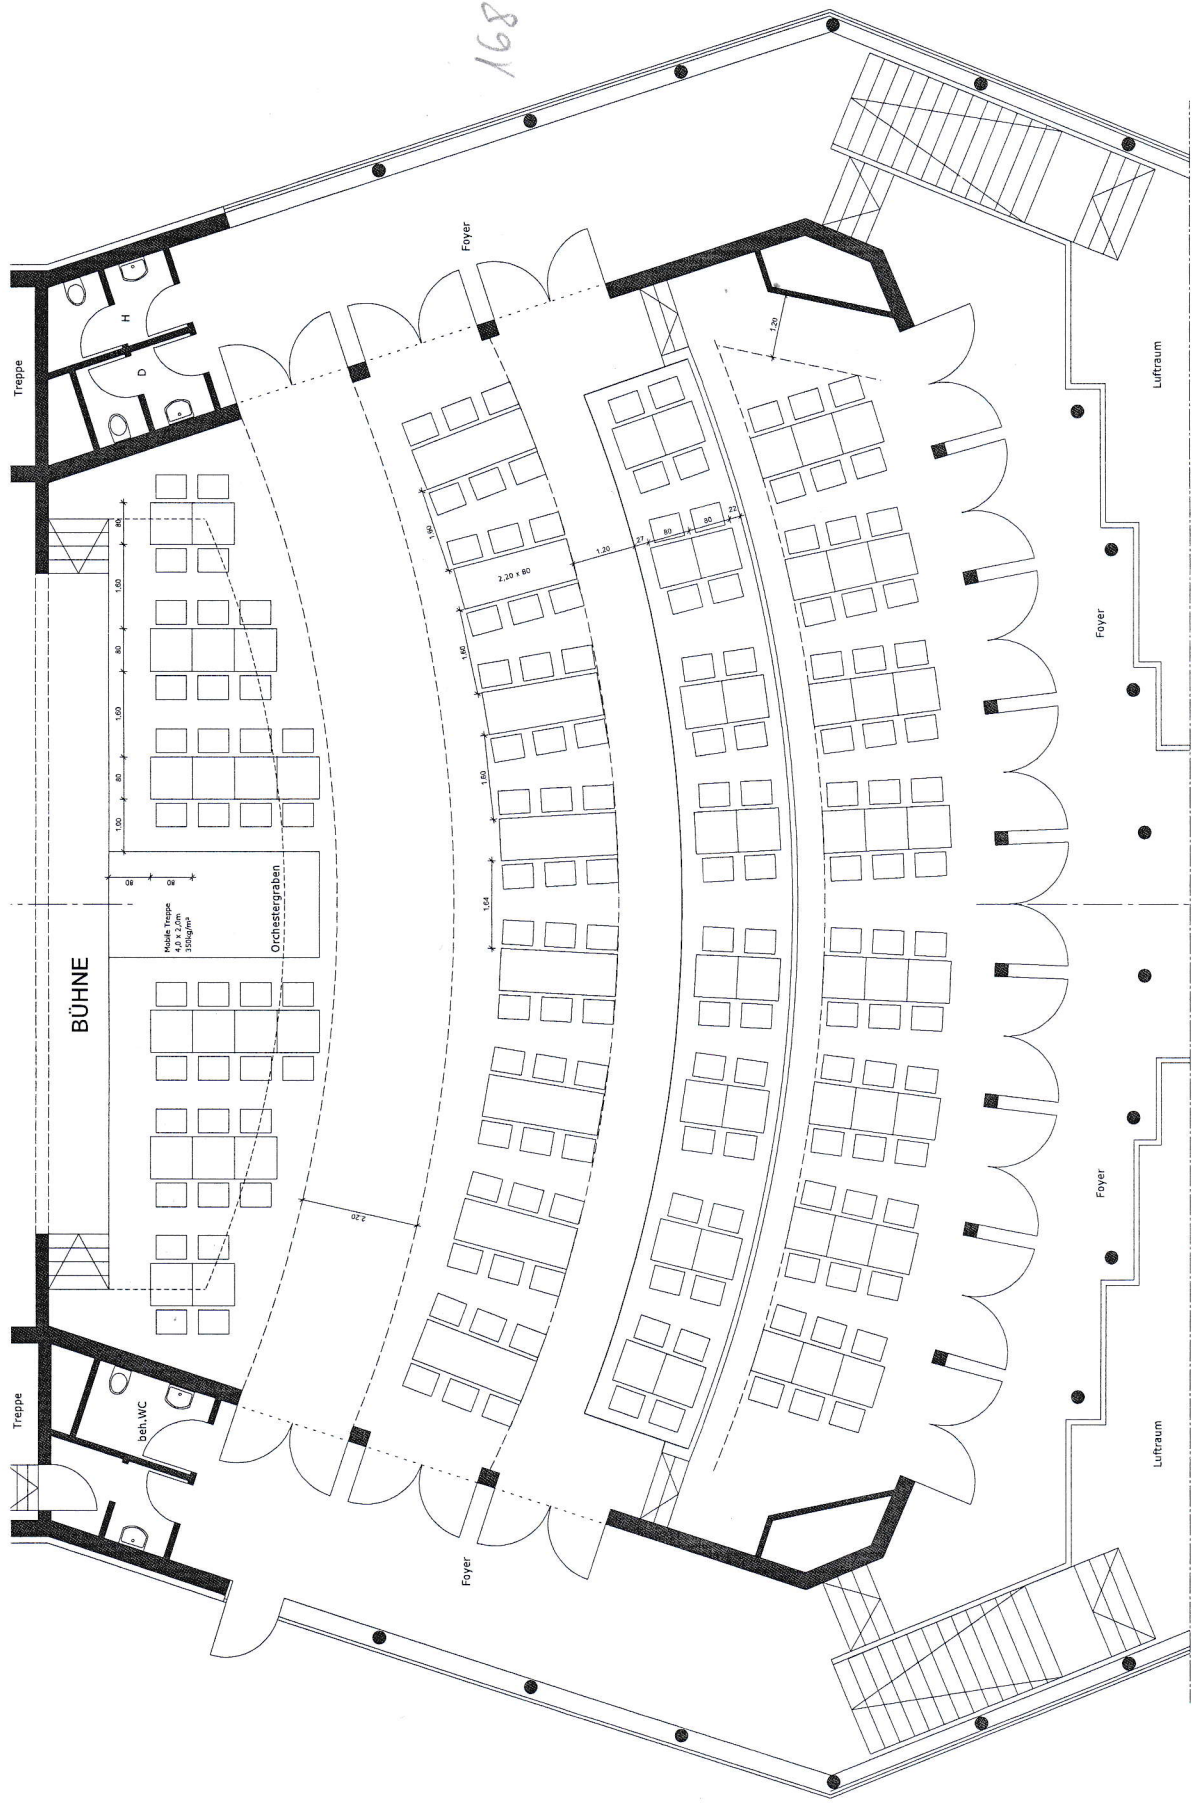 168
Treppe
Treppe
H
D
beh.WC
BÜHNE
Mobile Treppe
4,0 x 2,0m
350kg/m²
Orchestergraben
80
80
1.00
80
1.60
80
1.60
80
2.20
Foyer
Foyer
1.60
1.60
1.60
1.64
2,20 x 80
1.20
27
80
80
22
1.20
Foyer
Foyer
Luftraum
Luftraum